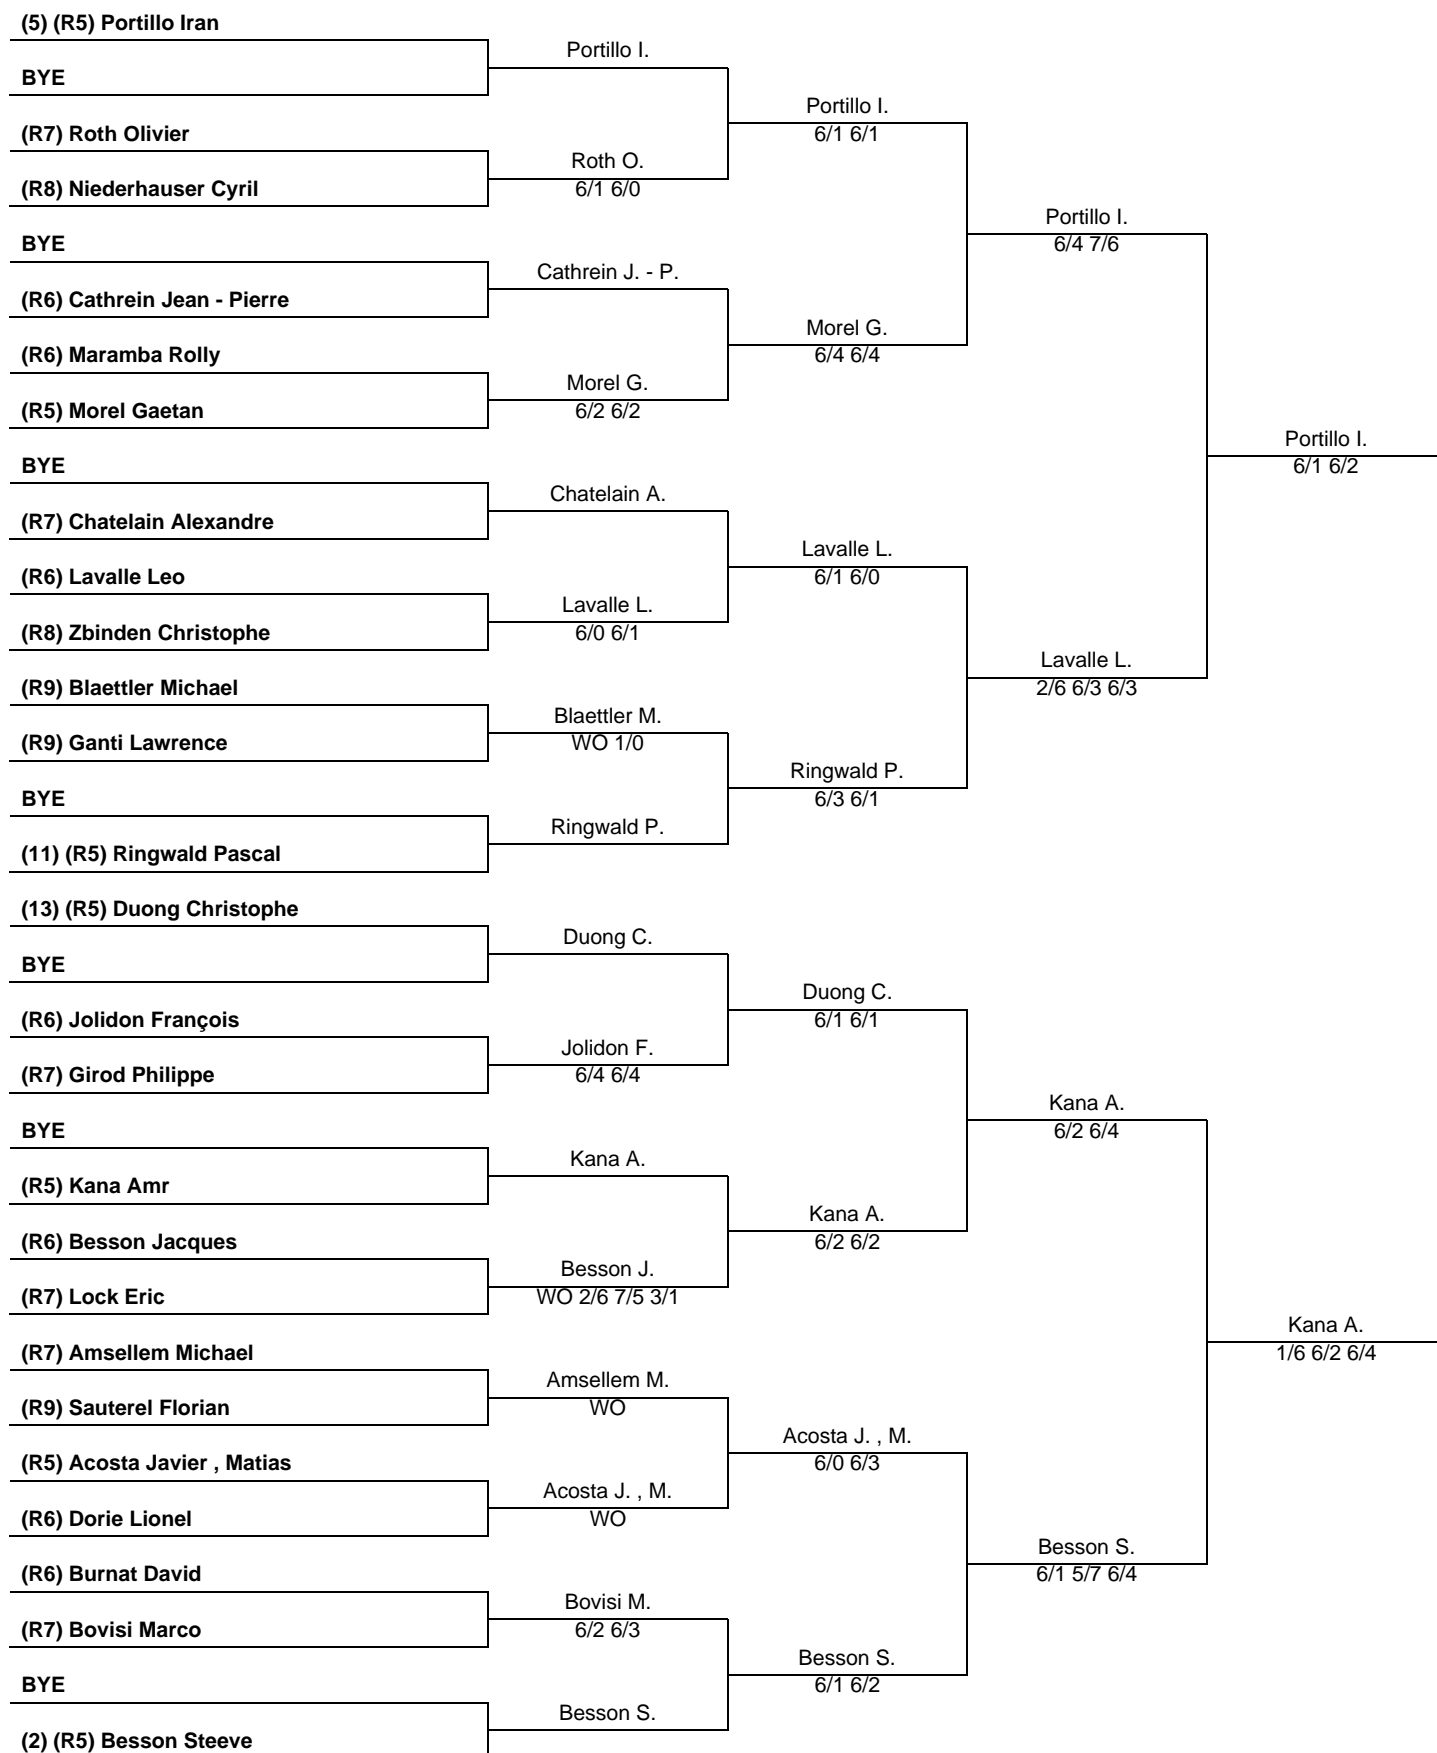 (5) (R5) Portillo Iran
BYE
(R7) Roth Olivier
(R8) Niederhauser Cyril
BYE
(R6) Cathrein Jean - Pierre
(R6) Maramba Rolly
(R5) Morel Gaetan
BYE
(R7) Chatelain Alexandre
(R6) Lavalle Leo
(R8) Zbinden Christophe
(R9) Blaettler Michael
(R9) Ganti Lawrence
BYE
(11) (R5) Ringwald Pascal
(13) (R5) Duong Christophe
BYE
(R6) Jolidon François
(R7) Girod Philippe
BYE
(R5) Kana Amr
(R6) Besson Jacques
(R7) Lock Eric
(R7) Amsellem Michael
(R9) Sauterel Florian
(R5) Acosta Javier , Matias
(R6) Dorie Lionel
(R6) Burnat David
(R7) Bovisi Marco
BYE
(2) (R5) Besson Steeve
Portillo I.
Roth O.
6/1 6/0
Cathrein J. - P.
Morel G.
6/2 6/2
Chatelain A.
Lavalle L.
6/0 6/1
Blaettler M.
WO 1/0
Ringwald P.
Duong C.
Jolidon F.
6/4 6/4
Kana A.
Besson J.
WO 2/6 7/5 3/1
Amsellem M.
WO
Acosta J. , M.
WO
Bovisi M.
6/2 6/3
Besson S.
Portillo I.
6/1 6/1
Morel G.
6/4 6/4
Lavalle L.
6/1 6/0
Ringwald P.
6/3 6/1
Duong C.
6/1 6/1
Kana A.
6/2 6/2
Acosta J. , M.
6/0 6/3
Besson S.
6/1 6/2
Portillo I.
6/4 7/6
Lavalle L.
2/6 6/3 6/3
Kana A.
6/2 6/4
Besson S.
6/1 5/7 6/4
Portillo I.
6/1 6/2
Kana A.
1/6 6/2 6/4